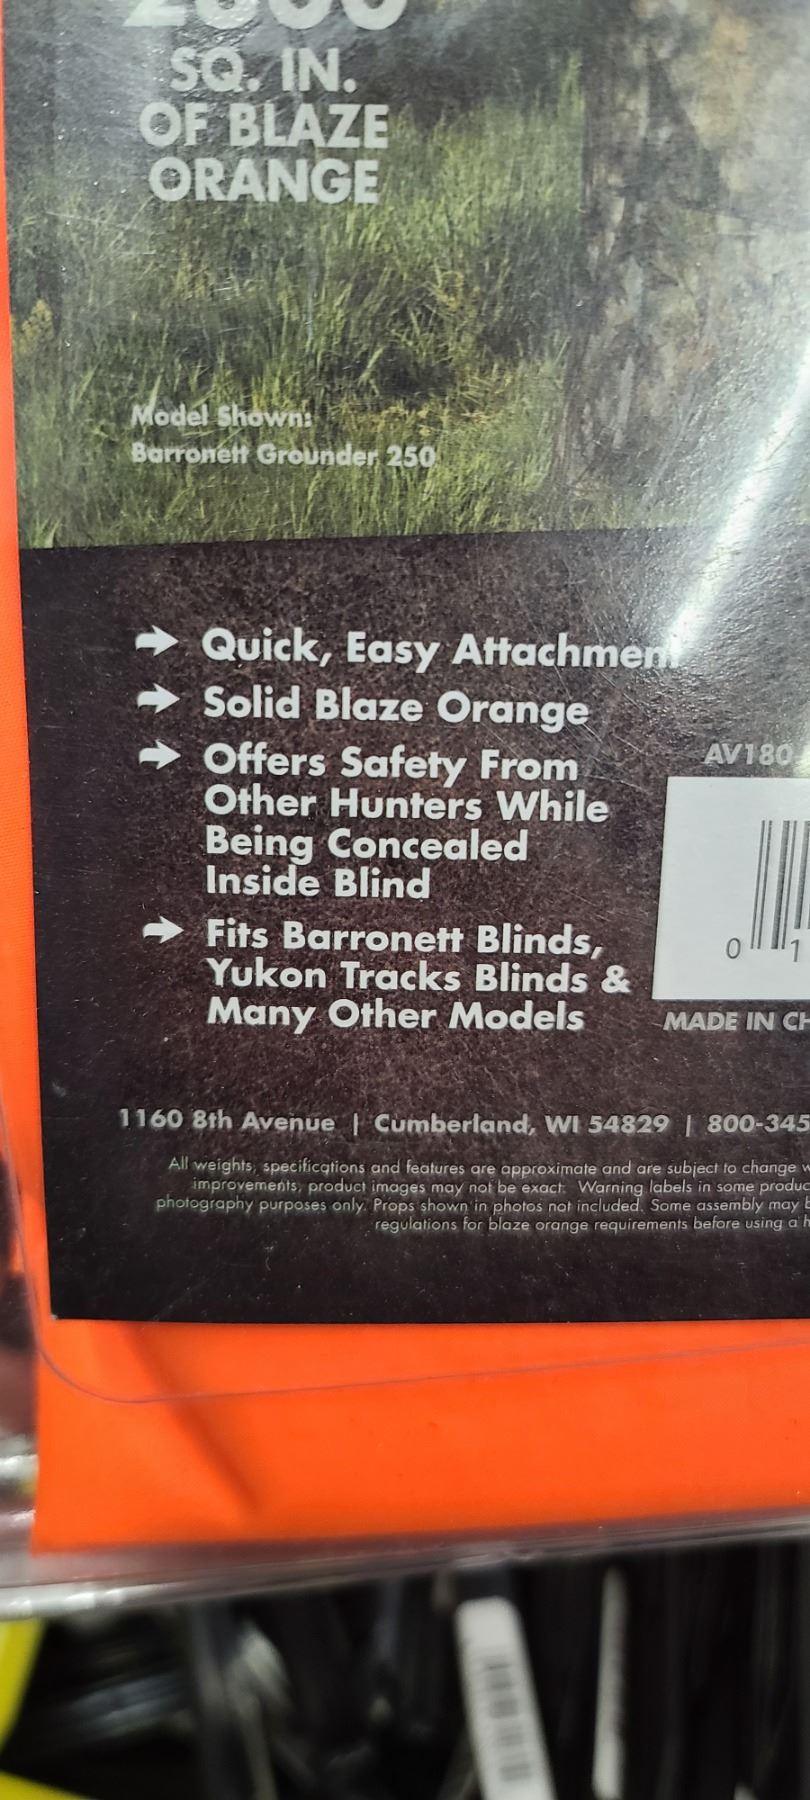 SQ. IN.
OF BLAZE
ORANGE
Model Shown:
Barronett Grounder 250
Quick, Easy Attachmen
Solid Blaze Orange
Offers Safety From
Other Hunters While
Being Concealed
Inside Blind
Fits Barronett Blinds,
Yukon Tracks Blinds &
Many Other Models
AV180
0 1
MADE IN CH
1160 8th Avenue | Cumberland, WI 54829 | 800-345
All weights, specifications and features are approximate and are subject to change w
improvements, product images may not be exact. Warning labels in some produc
photography purposes only. Props shown in photos not included. Some assembly may b
regulations for blaze orange requirements before using a h